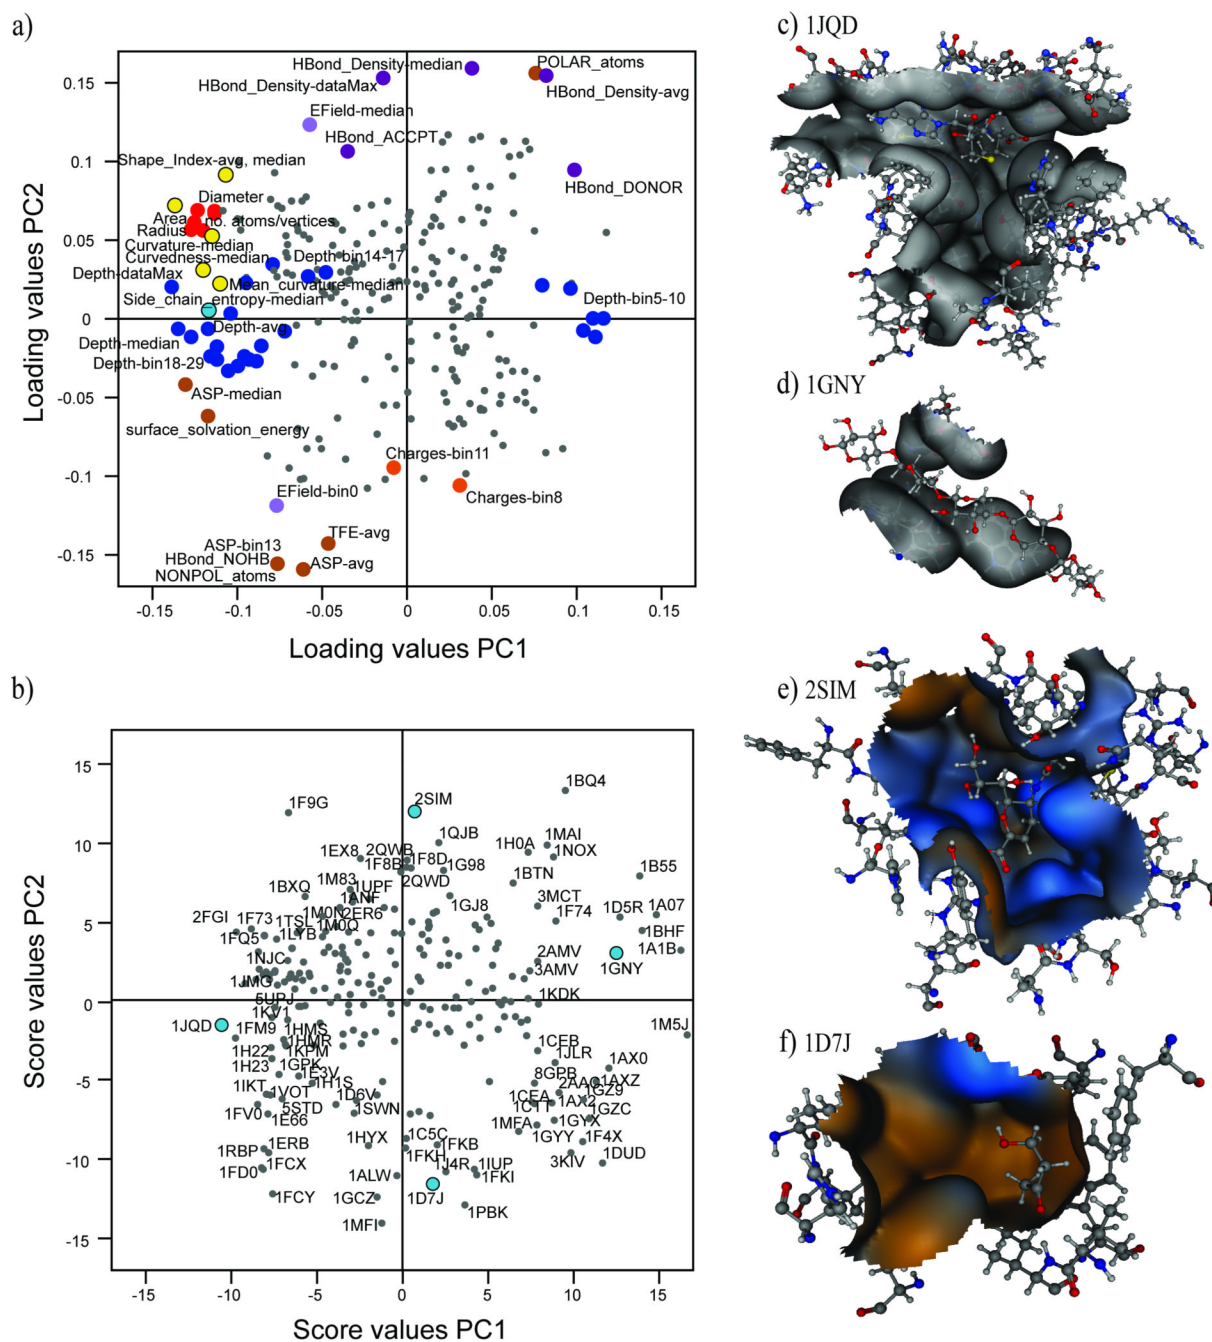 a)
Loading values PC2
0.15
0.1
0.05
0
-0.05
-0.1
-0.15
HBond_Density-median
POLAR_atoms
HBond_Density-dataMax
HBond_Density-avg
EField-median
HBond_ACCPT
Shape_Index-avg, median
HBond_DONOR
Diameter
Area
no. atoms/vertices
Radius
Curvature-median
Curvedness-median
Depth-bin14-17
Depth-dataMax
Mean_curvature-median
Side_chain_entropy-median
Depth-bin5-10
Depth-avg
Depth-median
Depth-bin18-29
ASP-median
surface_solvation_energy
Charges-bin11
EField-bin0
Charges-bin8
TFE-avg
ASP-bin13
HBond_NOHB
ASP-avg
NONPOL_atoms
-0.15
-0.1
-0.05
0
0.05
0.1
0.15
Loading values PC1
b)
Score values PC2
15
10
5
0
-5
-10
-15
1BQ4
1F9G
2SIM
1QJB
1H0A
1MAI
1NOX
1EX8
2QWB
1F8B
1F8D
1G98
1B55
1M83
1UPF
2QWD
1BTN
1BXQ
1ANF
3MCT
1M0N
2ER6
1GJ8
1F74
1D5R
1A07
2FGI
1F73
1TSL
1M0Q
1BHF
1FQ5
1LYB
2AMV
1A1B
1NJC
3AMV
1GNY
1JMG
5UPJ
1KDK
1KV1
1JQD
1FM9
1HMS
1M5J
1HMR
1CEB
1H22
1KPM
1JLR
1AX0
1H23
1GPK
8GPB
1E3V
2AAC
1AXZ
1IKT
1VOT
1H1S
1D6V
1CEA
1AX2
1GZ9
1FV0
5STD
1SWN
1CTT
1GZC
1E66
1MFA
1GYX
1RBP
1ERB
1HYX
1C5C
1FKB
1GYY
1F4X
1FD0
1FCX
1FKH
1J4R
1IUP
3KIV
1DUD
1ALW
1FKI
1FCY
1GCZ
1D7J
1PBK
1MFI
-15
-10
-5
0
5
10
15
Score values PC1
c) 1JQD
d) 1GNY
e) 2SIM
f) 1D7J